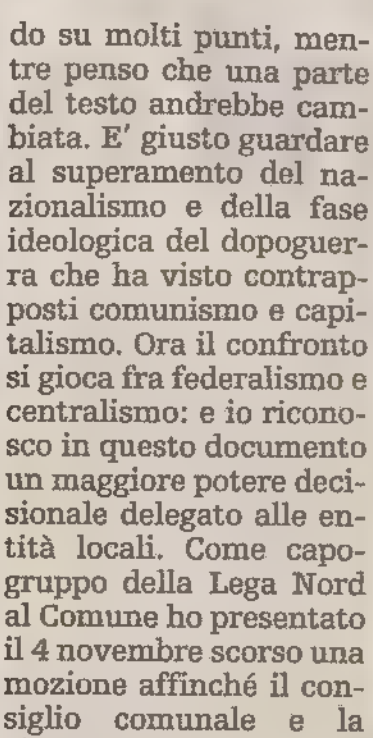 do su molti punti, men-
tre penso che una parte
del testo andrebbe cam-
biata. E' giusto guardare
al superamento del na-
zionalismo e della fase
ideologica del dopoguer-
ra che ha visto contrap-
posti comunismo e capi-
talismo. Ora il confronto
si gioca fra federalismo e
centralismo: e io ricono-
sco in questo documento
un maggiore potere deci-
sionale delegato alle en-
tità locali. Come capo-
gruppo della Lega Nord
al Comune ho presentato
il 4 novembre scorso una
mozione affinché il con-
siglio comunale e la